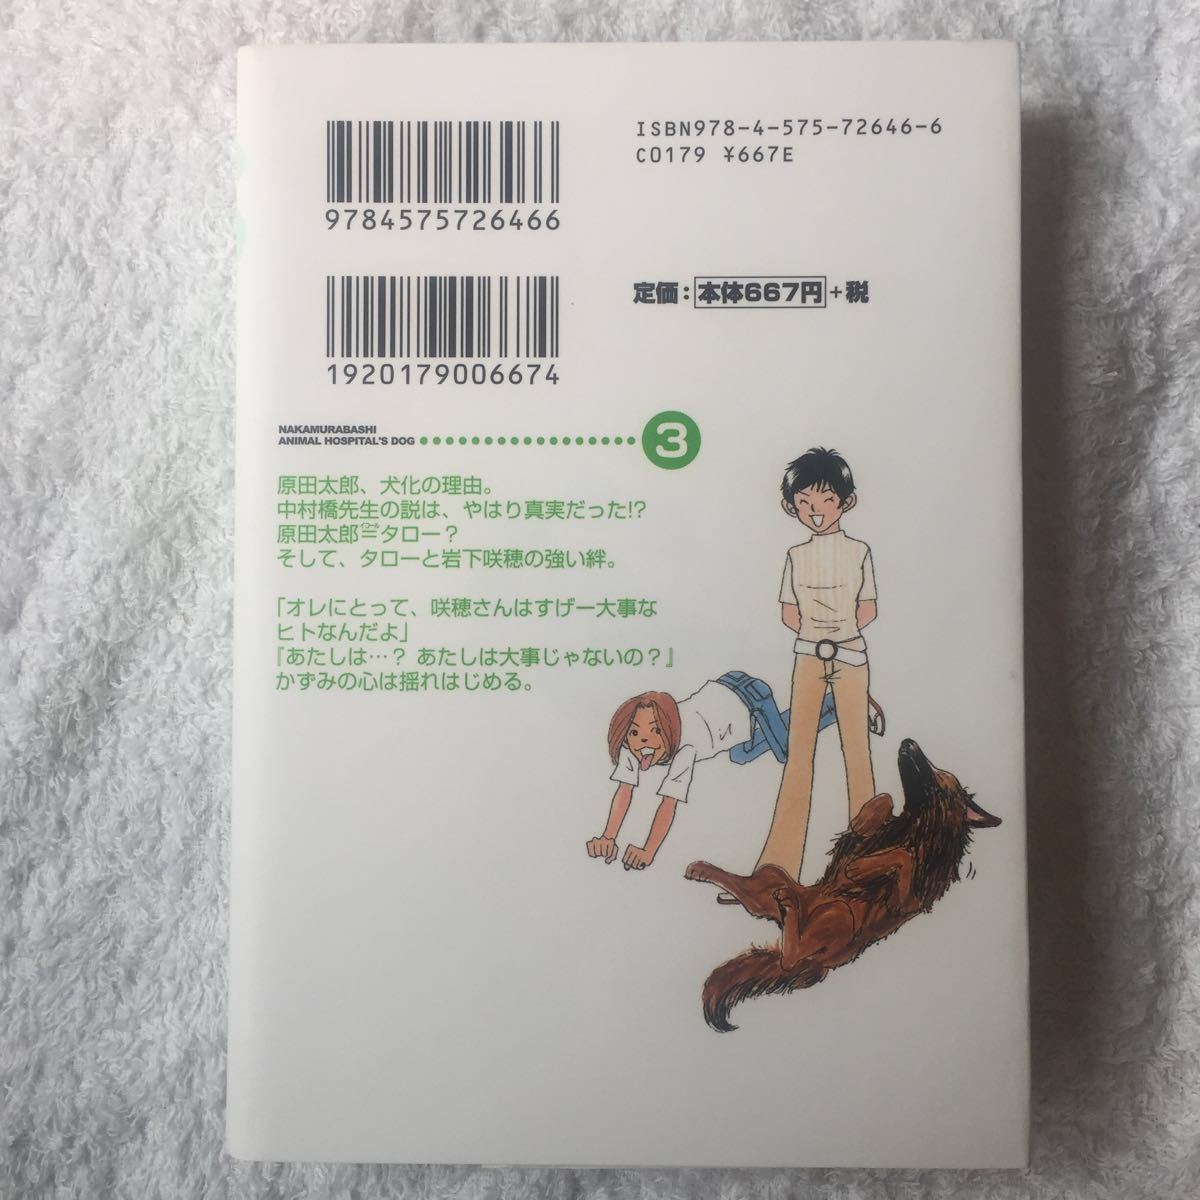 ISBN978-4-575-72646-6
C0179 ¥667E
9784575726466
定価：本体667円＋税
1920179006674
NAKAMURABASHI
ANIMAL HOSPITAL'S DOG
3
原田太郎、犬化の理由。
中村橋先生の説は、やはり真実だった!?
イコール
原田太郎＝タロー？
そして、タローと岩下咲穂の強い絆。
「オレにとって、咲穂さんはすげー大事な
ヒトなんだよ」
『あたしは…？ あたしは大事じゃないの？』
かずみの心は揺れはじめる。